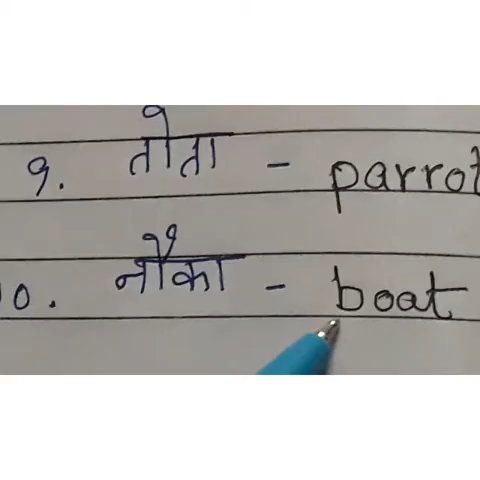 9. तोता - parrot
10. नौका - boat